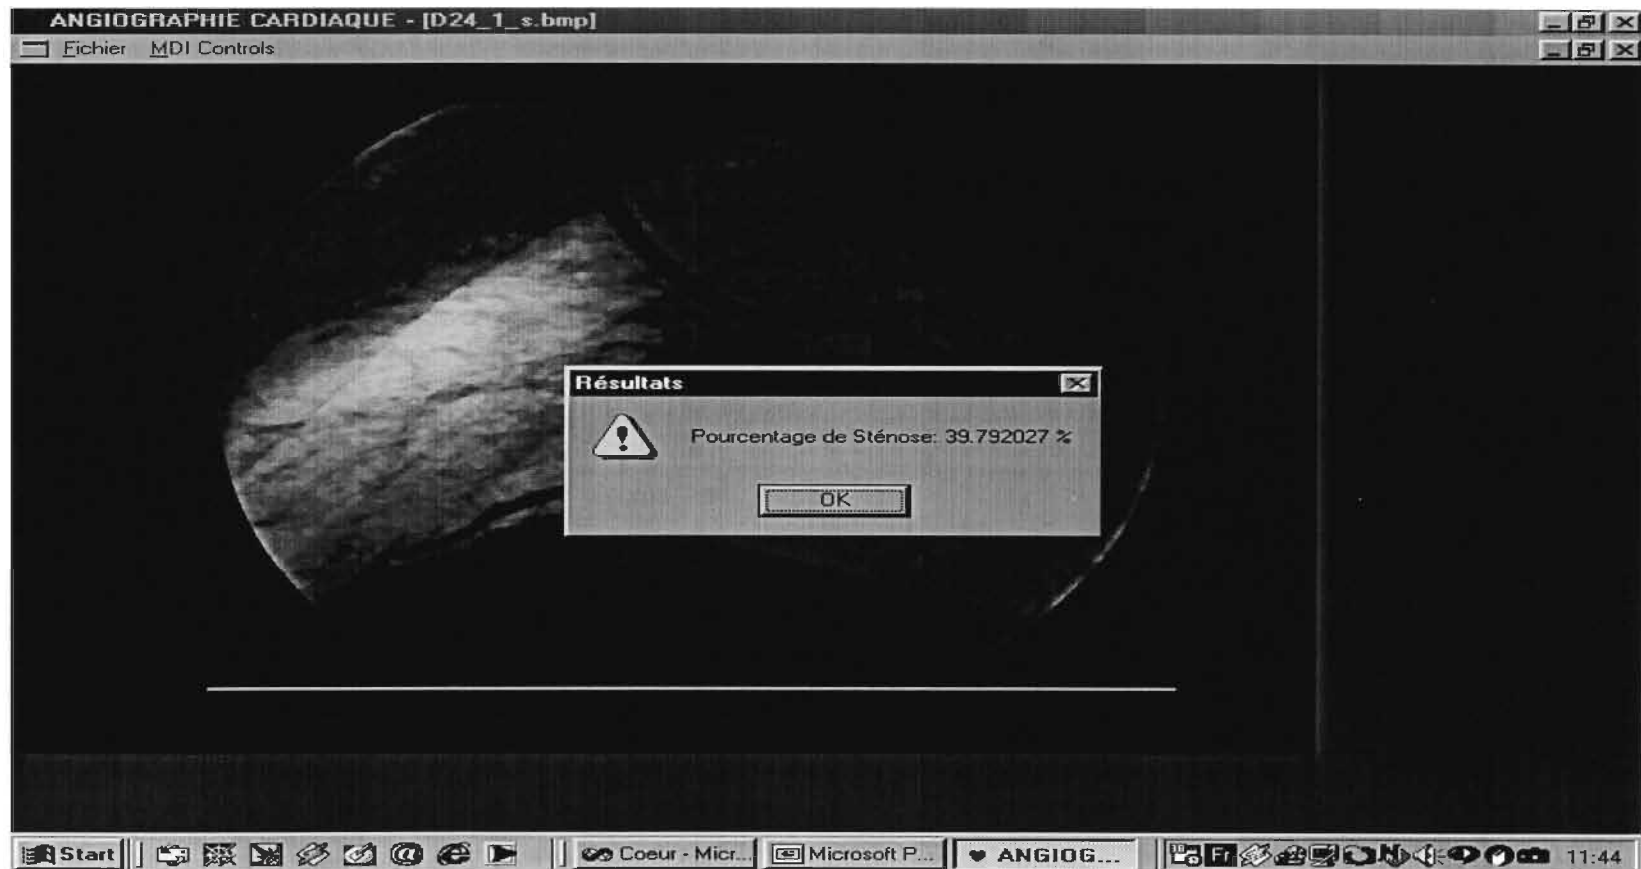 ANGIOGRAPHIE CARDIAQUE - [D24_1_s.bmp]
Fichier MDI Controls
Résultats
Pourcentage de Sténose: 39.792027 %
OK
Start Coeur - Micr... Microsoft P... ANGIOG... Fr 11:44